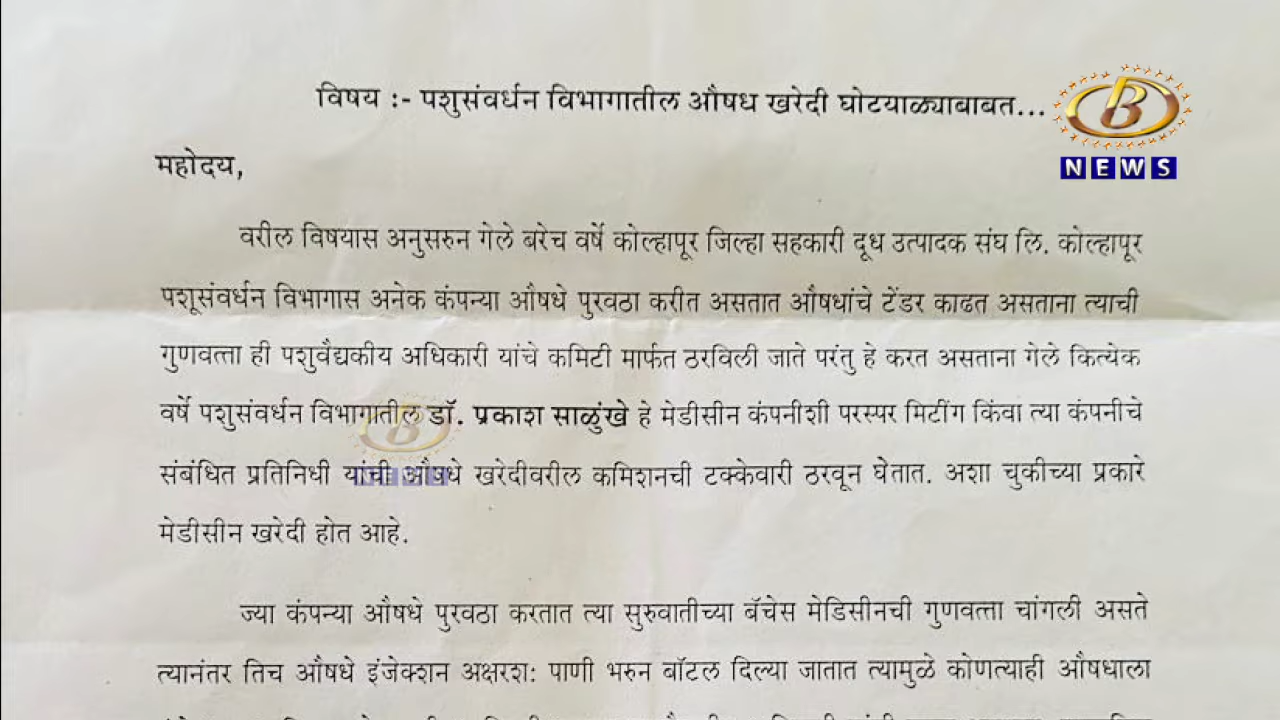 विषय :- पशुसंवर्धन विभागातील औषध खरेदी घोटयाळ्याबाबत...
B
NEWS
महोदय,
वरील विषयास अनुसरुन गेले बरेच वर्षे कोल्हापूर जिल्हा सहकारी दूध उत्पादक संघ लि. कोल्हापूर
पशूसंवर्धन विभागास अनेक कंपन्या औषधे पुरवठा करीत असतात औषधांचे टेंडर काढत असताना त्याची
गुणवत्ता ही पशुवैद्यकीय अधिकारी यांचे कमिटी मार्फत ठरविली जाते परंतु हे करत असताना गेले कित्येक
वर्षे पशुसंवर्धन विभागातील डॉ. प्रकाश साळुंखे हे मेडीसीन कंपनीशी परस्पर मिटींग किंवा त्या कंपनीचे
संबंधित प्रतिनिधी यांची औषधे खरेदीवरील कमिशनची टक्केवारी ठरवून घेतात. अशा चुकीच्या प्रकारे
मेडीसीन खरेदी होत आहे.
ज्या कंपन्या औषधे पुरवठा करतात त्या सुरुवातीच्या बॅचेस मेडिसीनची गुणवत्ता चांगली असते
त्यानंतर तिच औषधे इंजेक्शन अक्षरशः पाणी भरुन बॉटल दिल्या जातात त्यामुळे कोणत्याही औषधाला